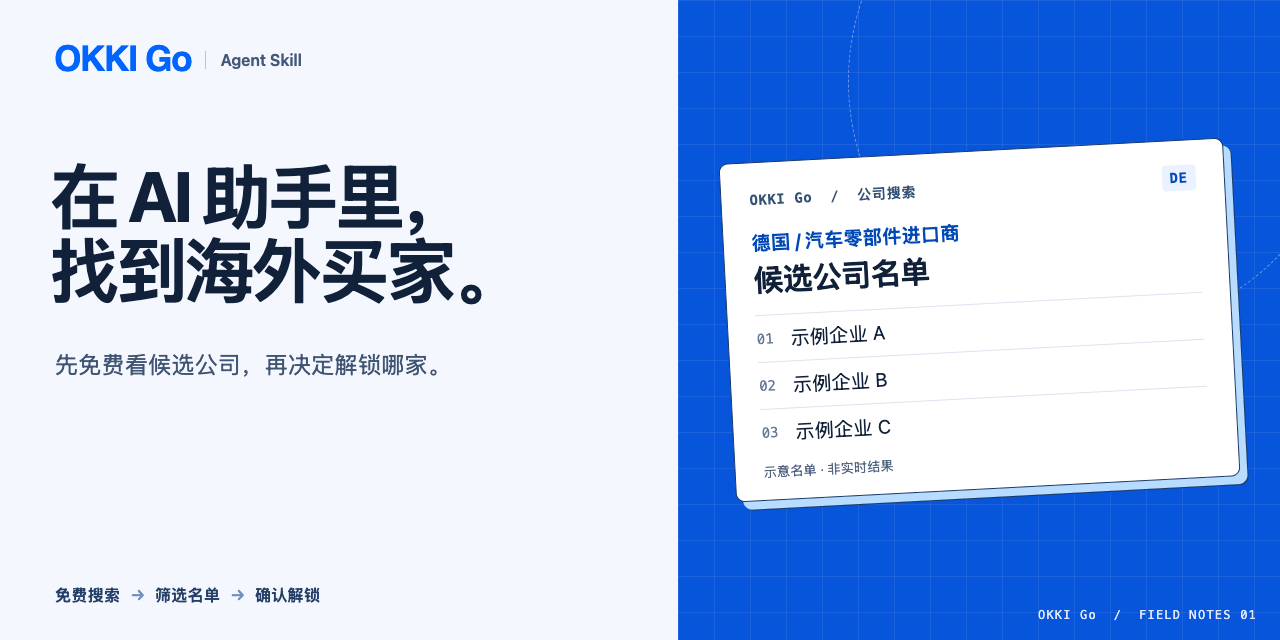 OKKI Go | Agent Skill
在 AI 助手里，
找到海外买家。
先免费看候选公司，再决定解锁哪家。
免费搜索 → 筛选名单 → 确认解锁
OKKI Go / 公司搜索
DE
德国 / 汽车零部件进口商
候选公司名单
01 示例企业 A
02 示例企业 B
03 示例企业 C
示意名单 · 非实时结果
OKKI Go / FIELD NOTES 01